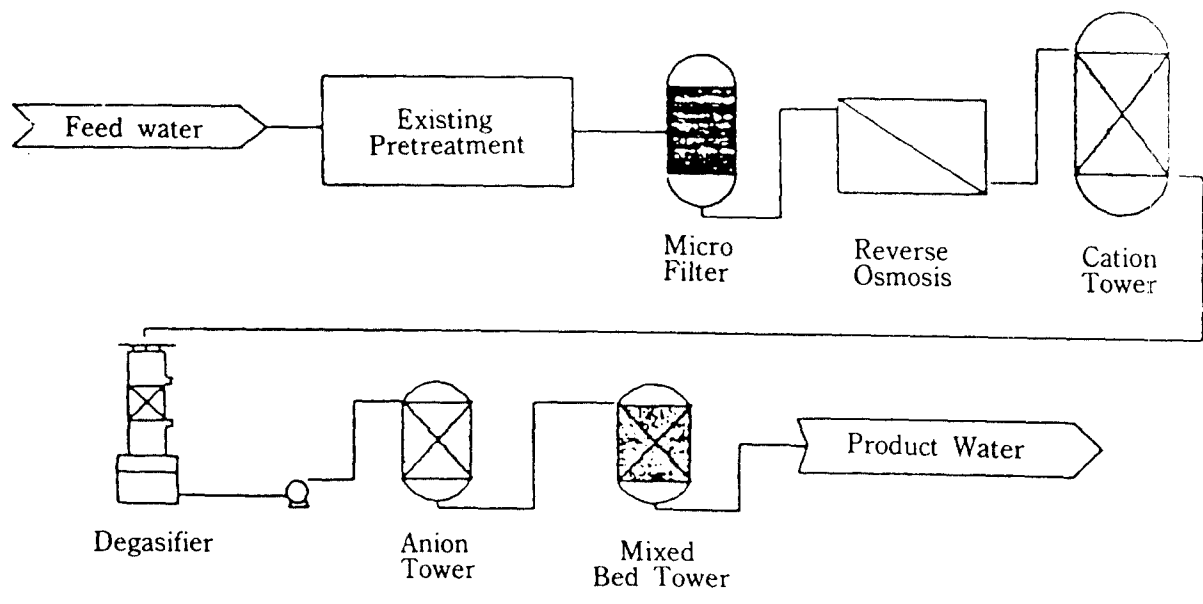 Feed water
Existing
Pretreatment
Micro
Filter
Reverse
Osmosis
Cation
Tower
Degasifier
Anion
Tower
Mixed
Bed Tower
Product Water